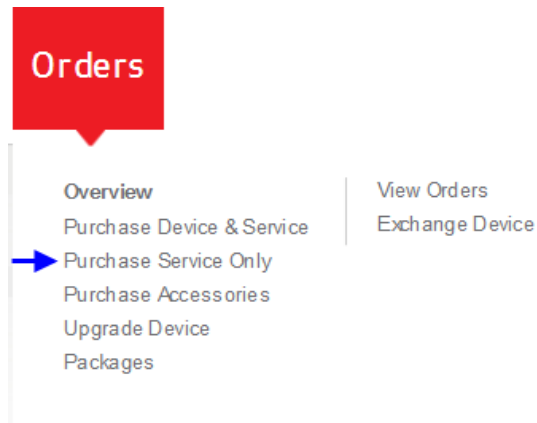 Orders
Overview
Purchase Device & Service
Purchase Service Only
Purchase Accessories
Upgrade Device
Packages
View Orders
Exchange Device